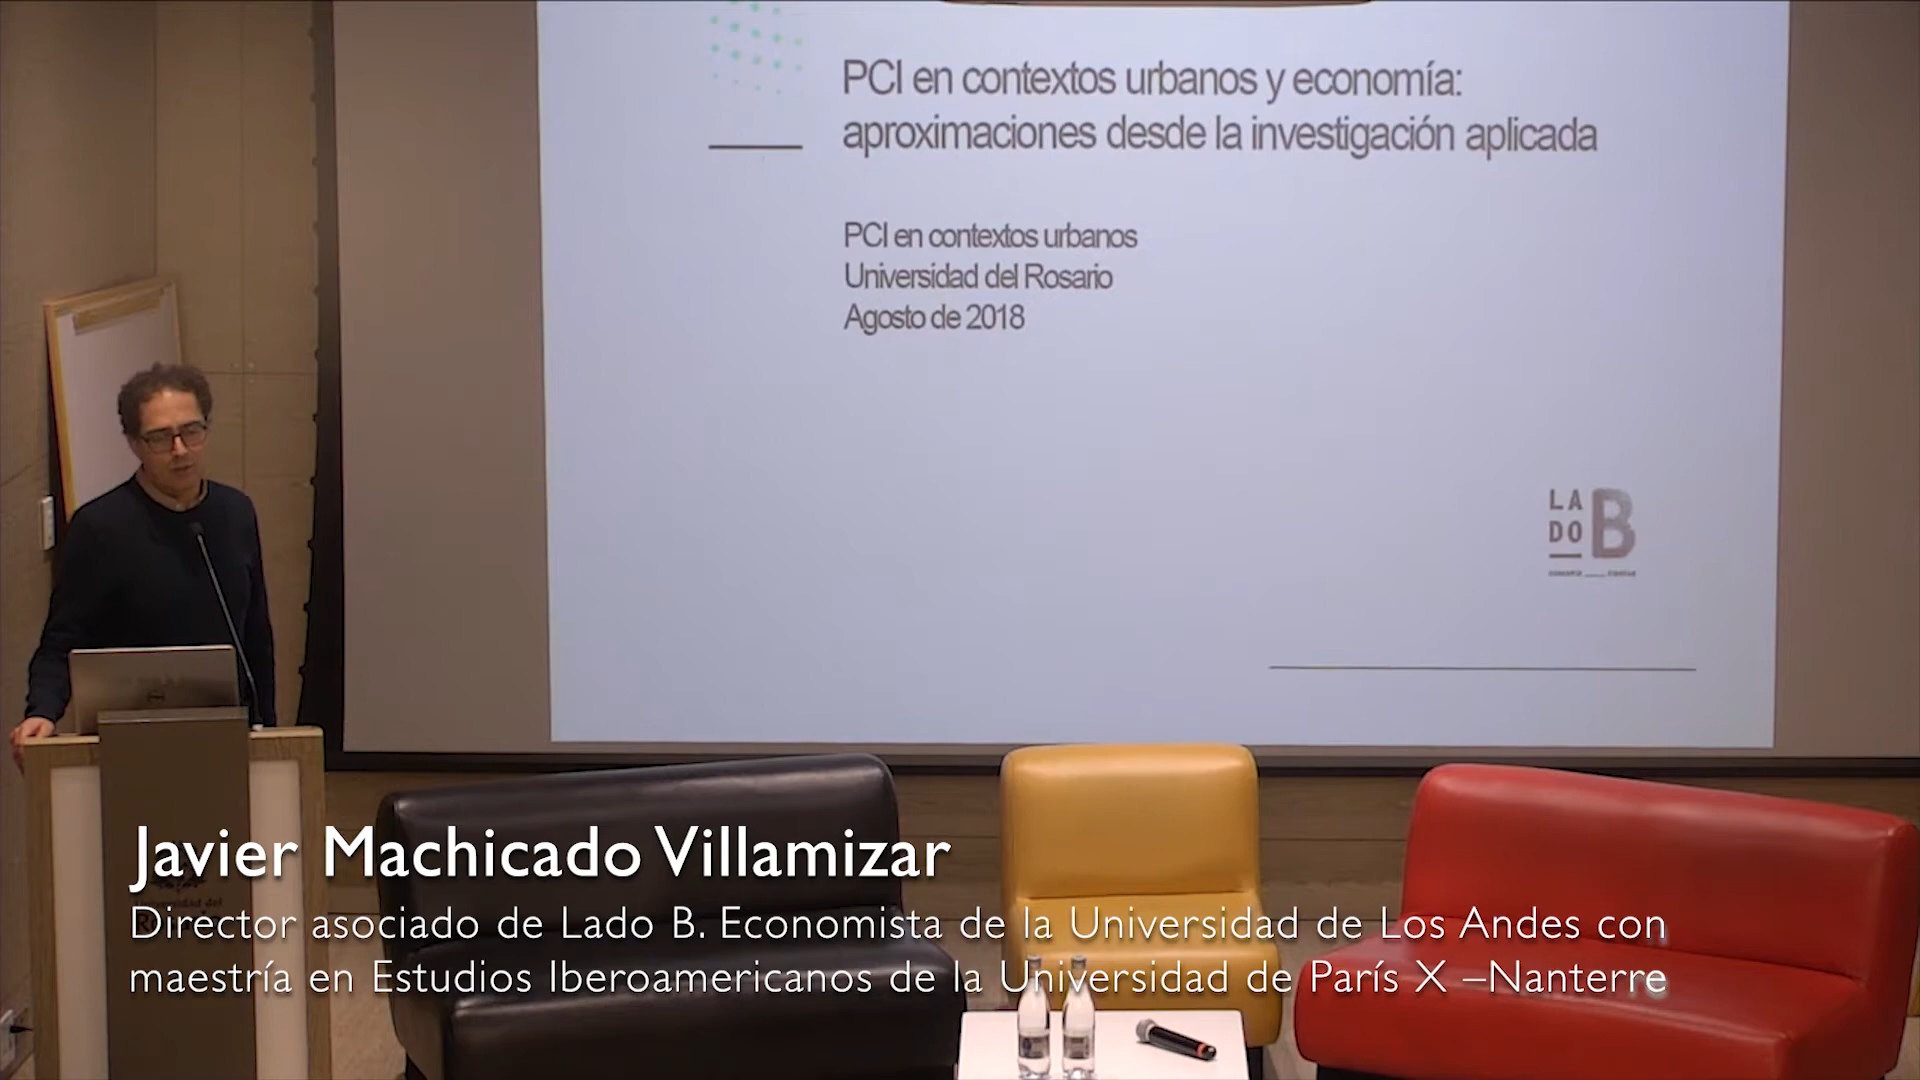 PCI en contextos urbanos y economía:
aproximaciones desde la investigación aplicada
PCI en contextos urbanos
Universidad del Rosario
Agosto de 2018
LA
DO B
Javier Machicado Villamizar
Universidad del
Director asociado de Lado B. Economista de la Universidad de Los Andes con
maestría en Estudios Iberoamericanos de la Universidad de París X –Nanterre